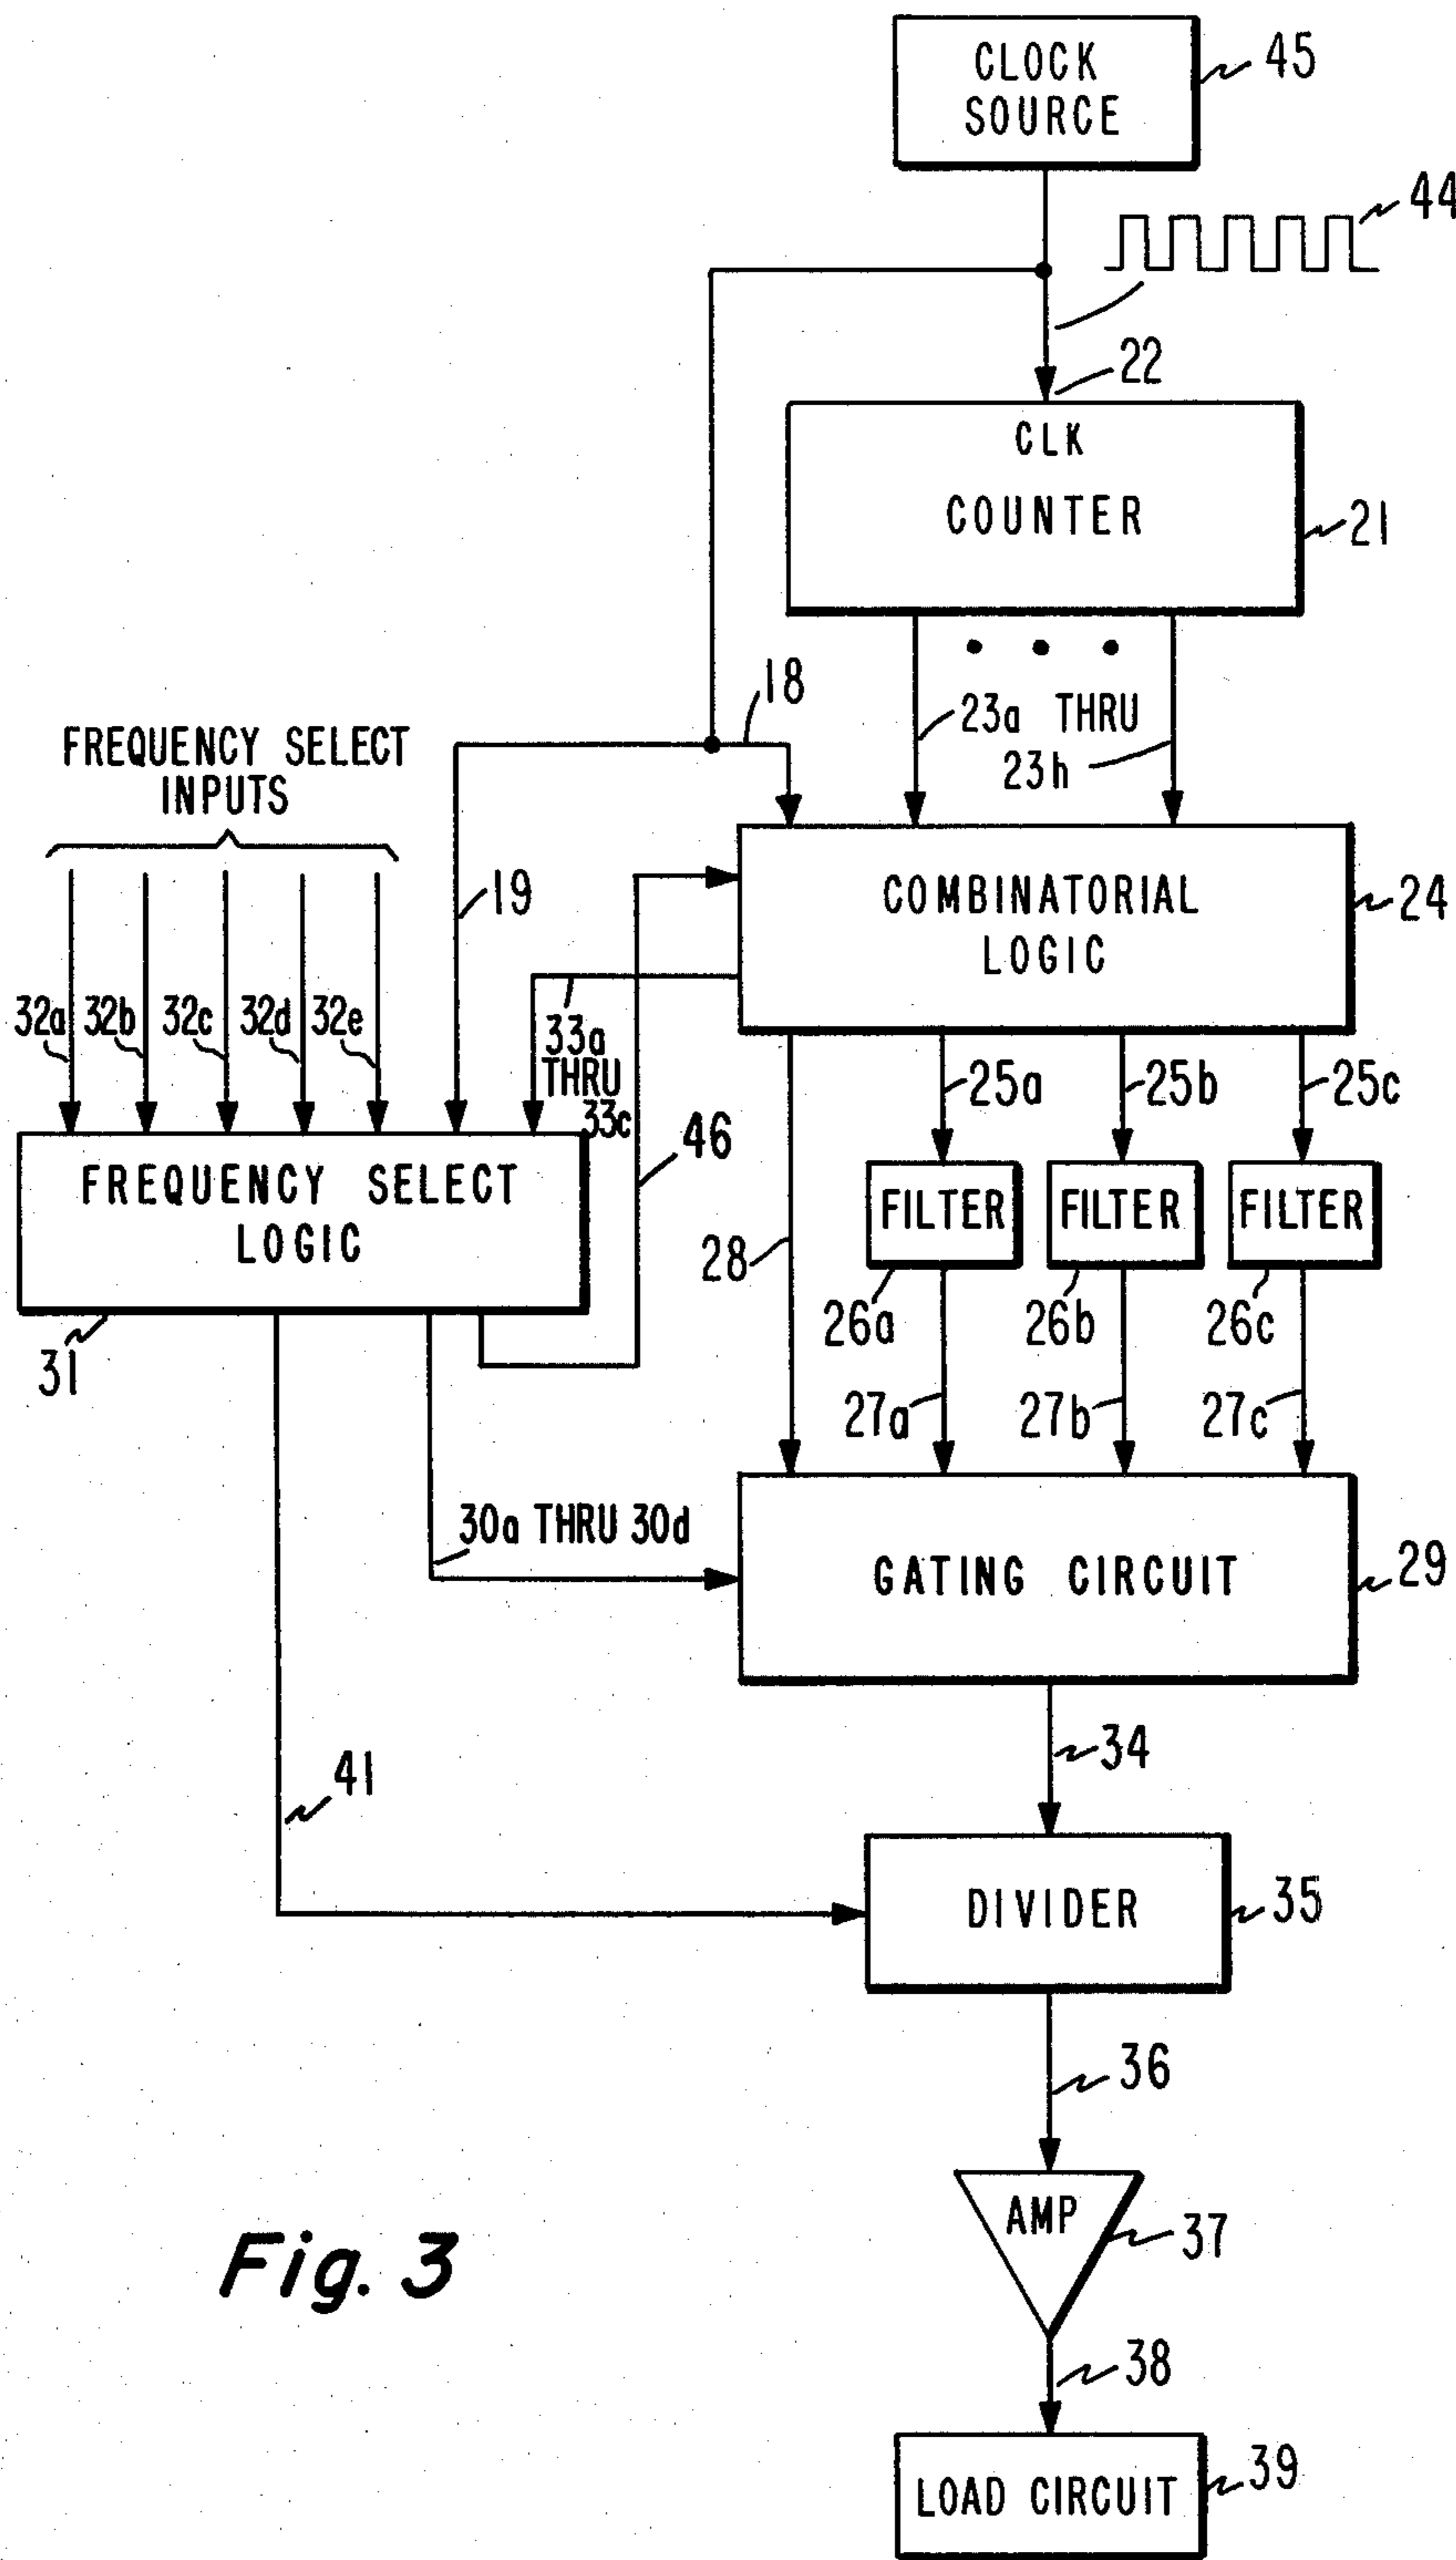 CLOCK
SOURCE
45
44
22
CLK
COUNTER
21
18
23a THRU
23h
FREQUENCY SELECT
INPUTS
19
COMBINATORIAL
LOGIC
24
32a
32b
32c
32d
32e
33a
THRU
33c
46
25a
25b
25c
FREQUENCY SELECT
LOGIC
31
28
FILTER
FILTER
FILTER
26a
26b
26c
27a
27b
27c
30a THRU 30d
GATING CIRCUIT
29
34
41
DIVIDER
35
36
AMP
37
38
Fig. 3
LOAD CIRCUIT
39